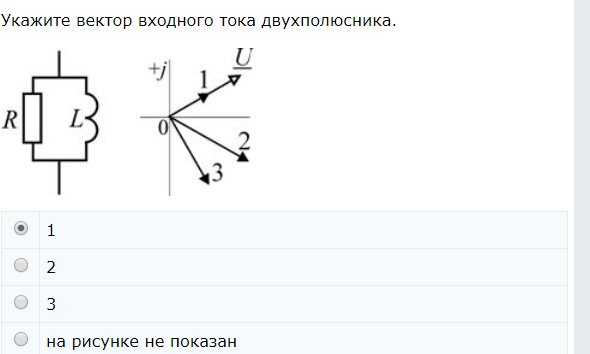 Укажите вектор входного тока двухполюсника.
+j
1
U
R
L
0
2
3
1
2
3
на рисунке не показан